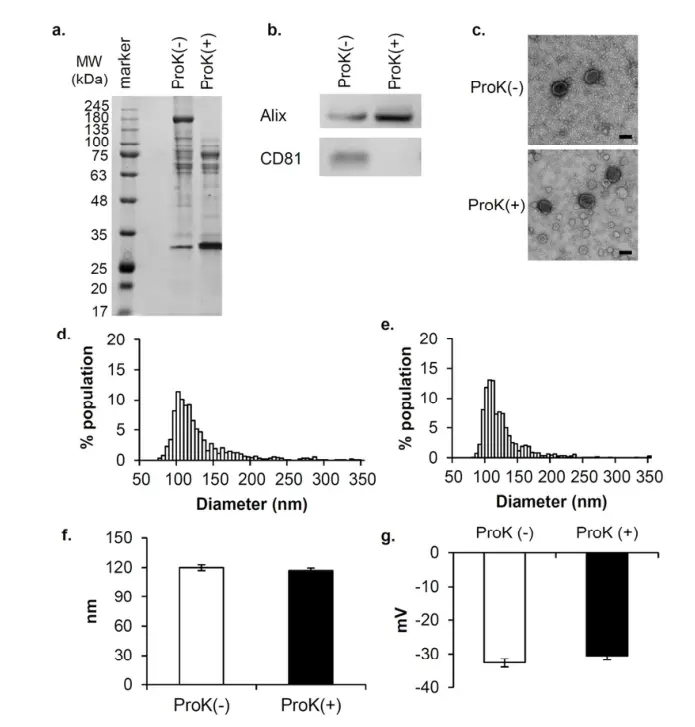 a.
MW
(kDa)
marker
ProK(-)
ProK(+)
245
180
135
100
75
63
48
35
25
20
17
b.
ProK(-)
ProK(+)
Alix
CD81
c.
ProK(-)
ProK(+)
d.
% population
20
15
10
5
0
50 100 150 200 250 300 350
Diameter (nm)
e.
% population
20
15
10
5
0
50 100 150 200 250 300 350
Diameter (nm)
f.
nm
150
120
90
60
30
0
ProK(-) ProK(+)
g.
ProK (-) ProK (+)
mV
0
-10
-20
-30
-40